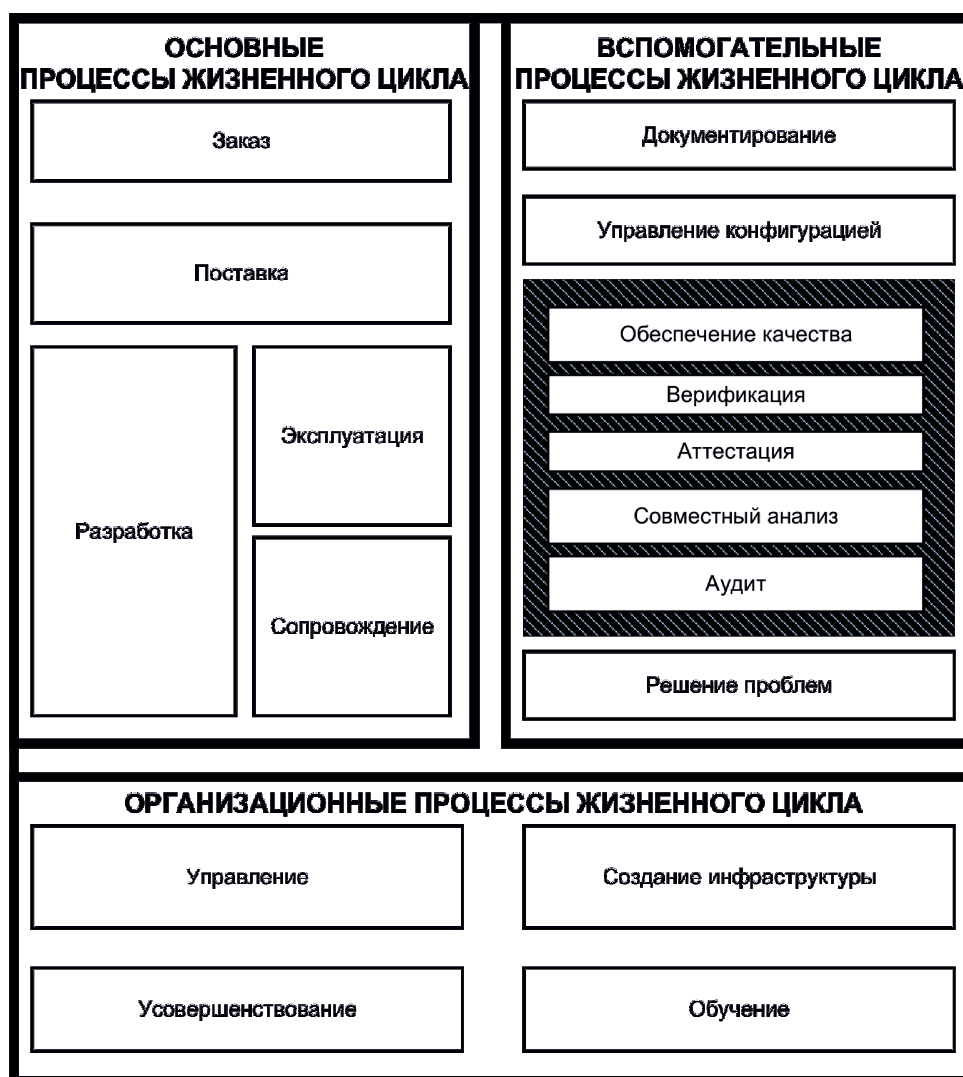 ОСНОВНЫЕ
ПРОЦЕССЫ ЖИЗНЕННОГО ЦИКЛА
Заказ
Поставка
Разработка
Эксплуатация
Сопровождение
ВСПОМОГАТЕЛЬНЫЕ
ПРОЦЕССЫ ЖИЗНЕННОГО ЦИКЛА
Документирование
Управление конфигурацией
Обеспечение качества
Верификация
Аттестация
Совместный анализ
Аудит
Решение проблем
ОРГАНИЗАЦИОННЫЕ ПРОЦЕССЫ ЖИЗНЕННОГО ЦИКЛА
Управление
Создание инфраструктуры
Усовершенствование
Обучение